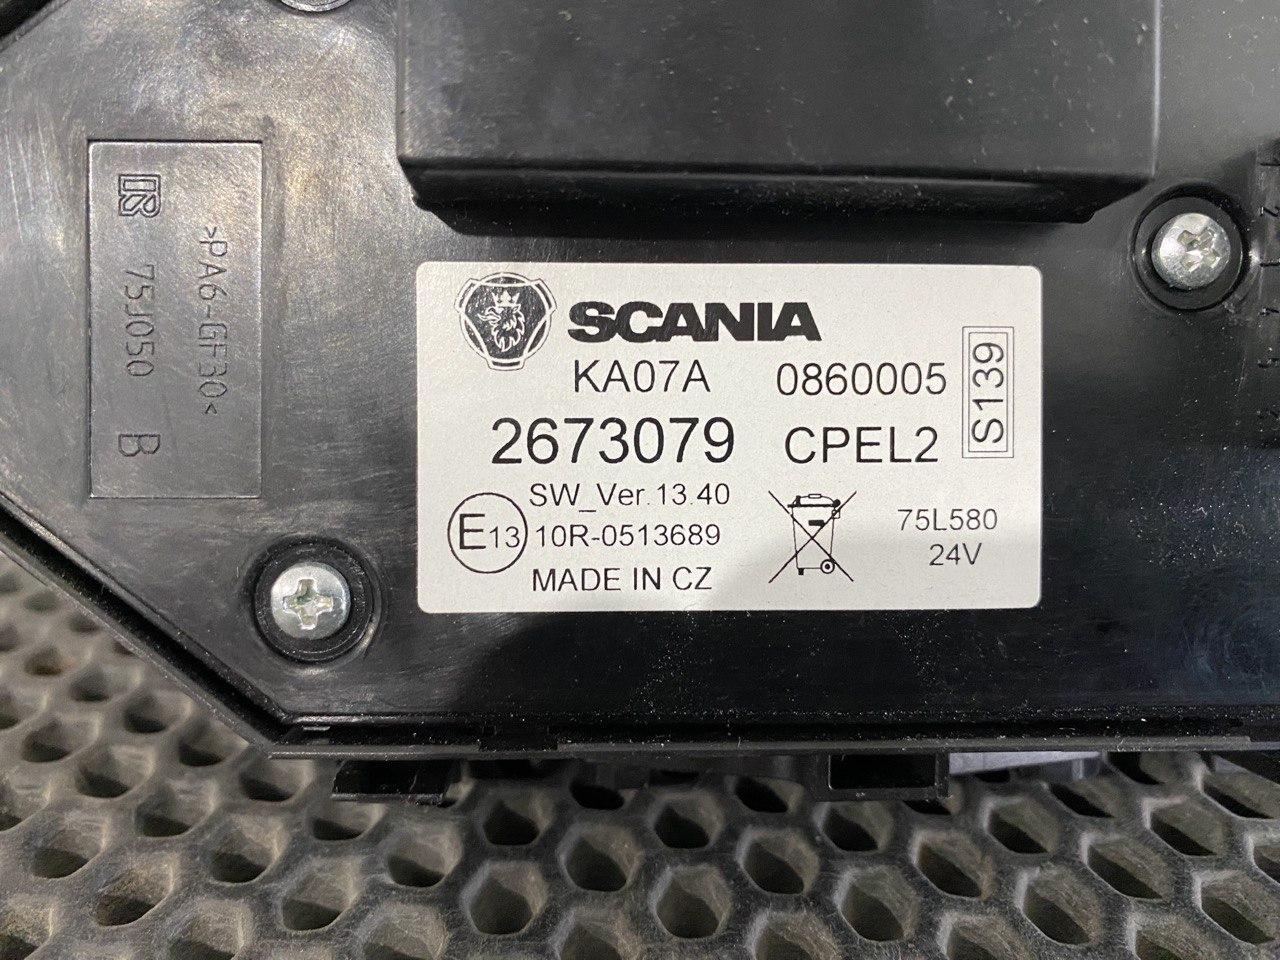 >PA6-GF30<
75J050 B
SCANIA
KA07A 0860005
S139
2673079 CPEL2
SW_Ver.13.40
E13 10R-0513689
MADE IN CZ
75L580
24V